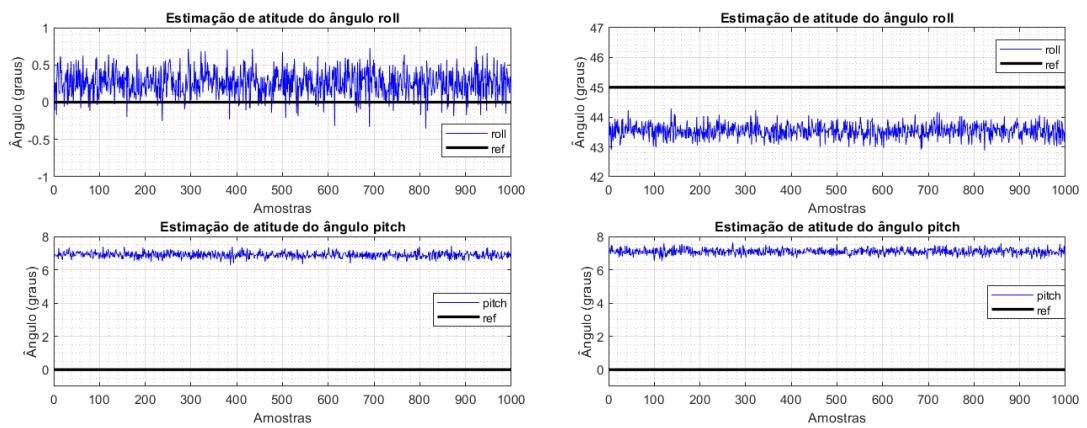 Estimação de atitude do ângulo roll
Ângulo (graus)
1
0.5
0
-0.5
-1
roll
ref
0 100 200 300 400 500 600 700 800 900 1000
Amostras
Estimação de atitude do ângulo roll
Ângulo (graus)
47
46
45
44
43
42
roll
ref
0 100 200 300 400 500 600 700 800 900 1000
Amostras
Estimação de atitude do ângulo pitch
Ângulo (graus)
8
6
4
2
0
pitch
ref
0 100 200 300 400 500 600 700 800 900 1000
Amostras
Estimação de atitude do ângulo pitch
Ângulo (graus)
8
6
4
2
0
pitch
ref
0 100 200 300 400 500 600 700 800 900 1000
Amostras